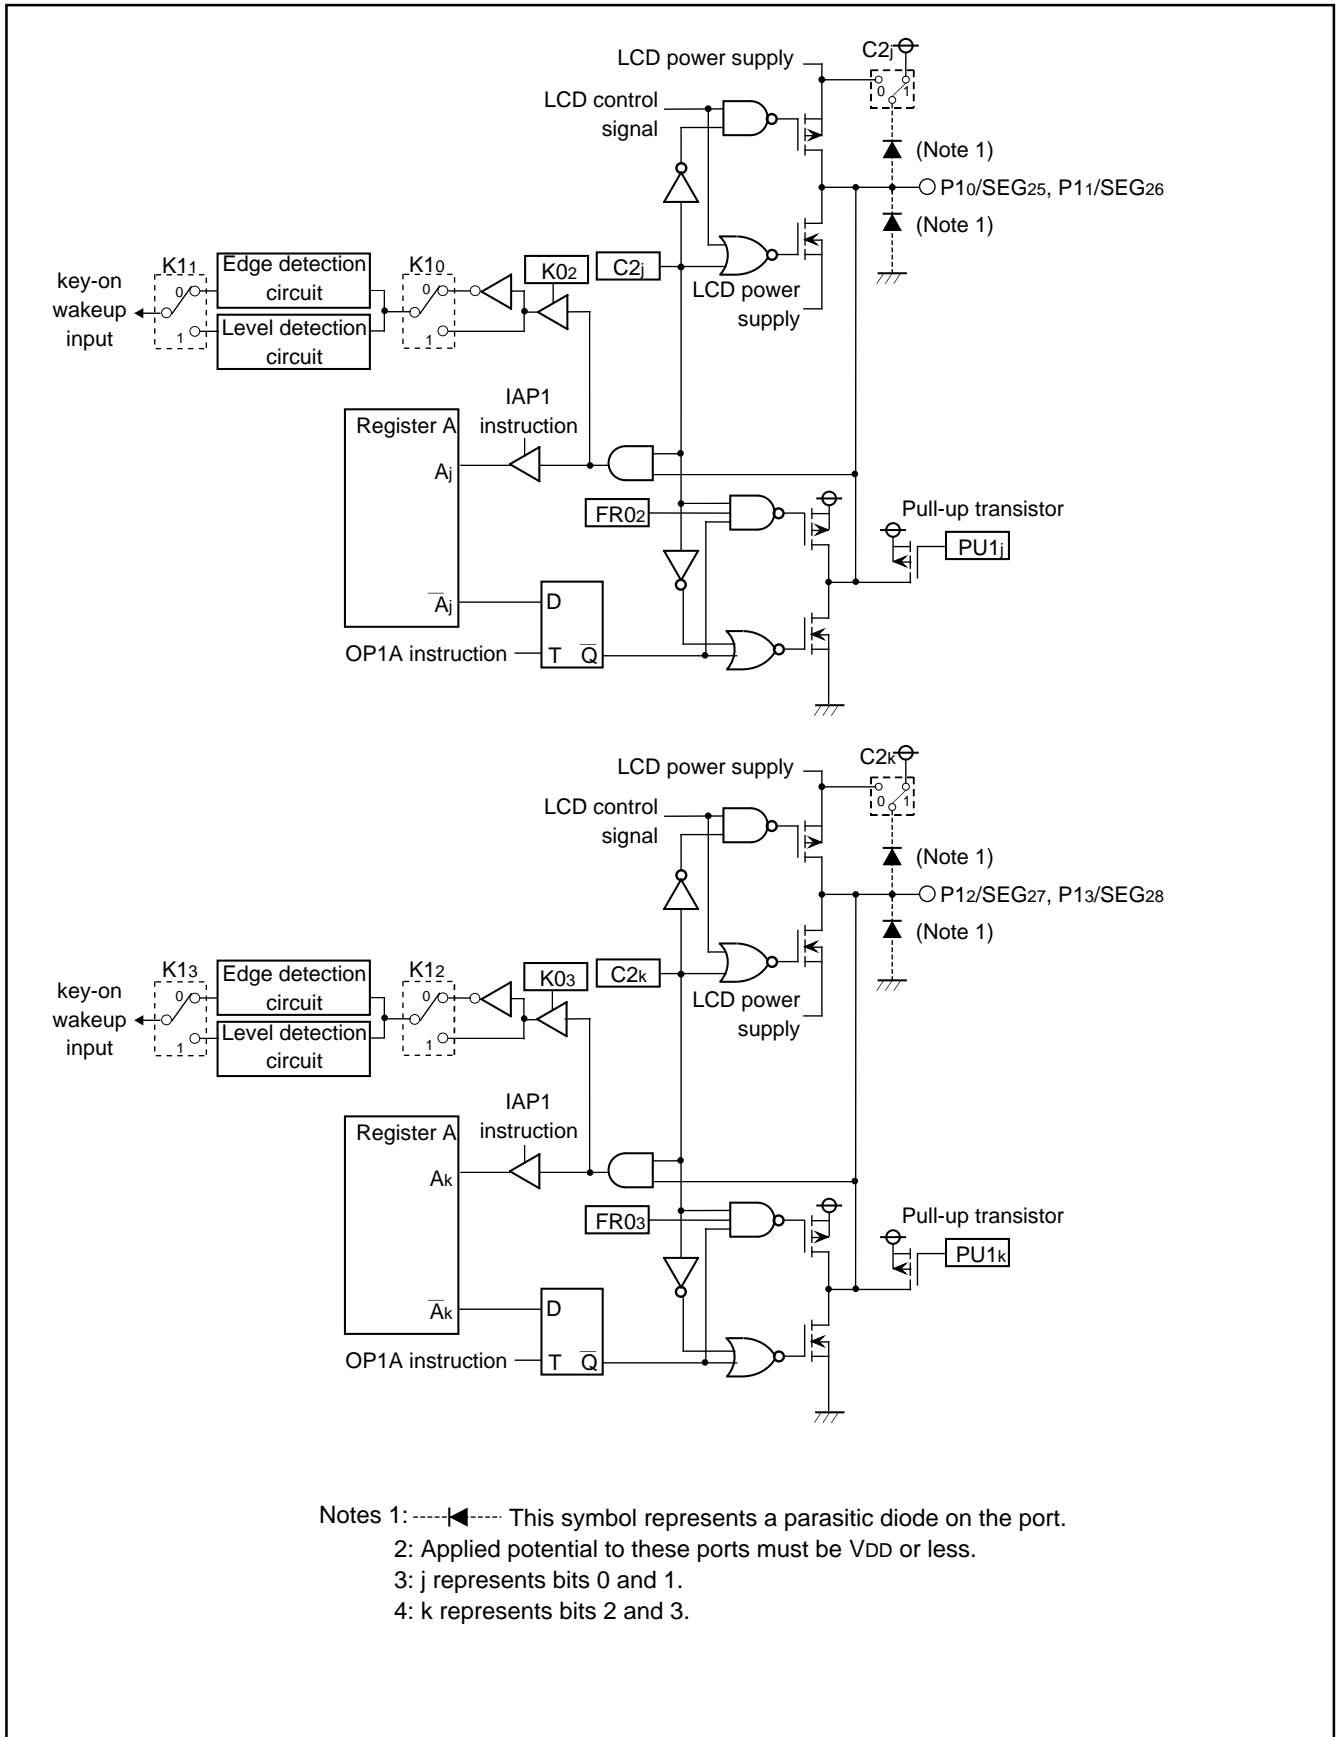 LCD power supply
C2j
0 1
LCD control
signal
(Note 1)
P10/SEG25, P11/SEG26
(Note 1)
key-on
wakeup
input
K11
0
1
Edge detection
circuit
Level detection
circuit
K10
0
1
K02
C2j
LCD power
supply
IAP1
instruction
Register A
Aj
FR02
Pull-up transistor
PU1j
A̅j
D
T Q̅
OP1A instruction
LCD power supply
C2k
0 1
LCD control
signal
(Note 1)
P12/SEG27, P13/SEG28
(Note 1)
key-on
wakeup
input
K13
0
1
Edge detection
circuit
Level detection
circuit
K12
0
1
K03
C2k
LCD power
supply
IAP1
instruction
Register A
Ak
FR03
Pull-up transistor
PU1k
A̅k
D
T Q̅
OP1A instruction
Notes 1: This symbol represents a parasitic diode on the port.
2: Applied potential to these ports must be VDD or less.
3: j represents bits 0 and 1.
4: k represents bits 2 and 3.